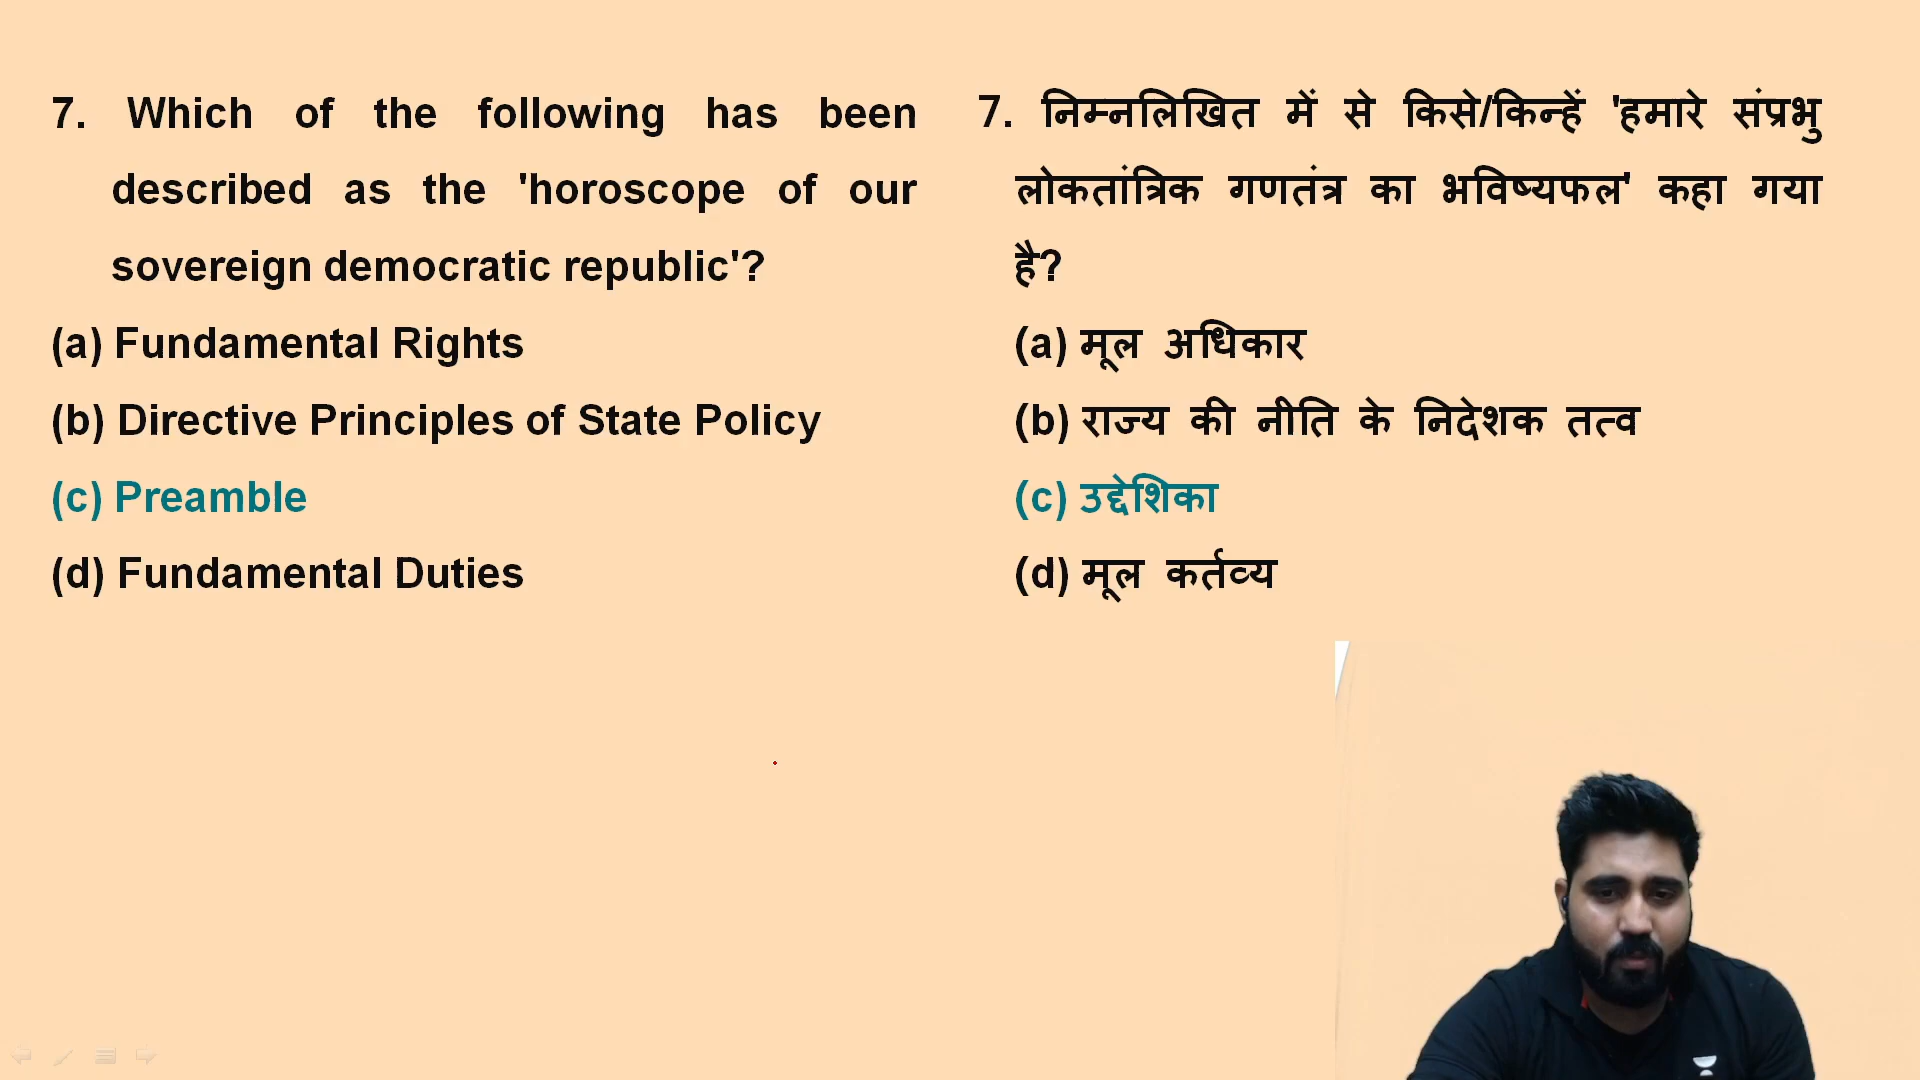 7. Which of the following has been
described as the 'horoscope of our
sovereign democratic republic'?
(a) Fundamental Rights
(b) Directive Principles of State Policy
(c) Preamble
(d) Fundamental Duties
7. निम्नलिखित में से किसे/किन्हें 'हमारे संप्रभु
लोकतांत्रिक गणतंत्र का भविष्यफल' कहा गया
है?
(a) मूल अधिकार
(b) राज्य की नीति के निदेशक तत्व
(c) उद्देशिका
(d) मूल कर्तव्य